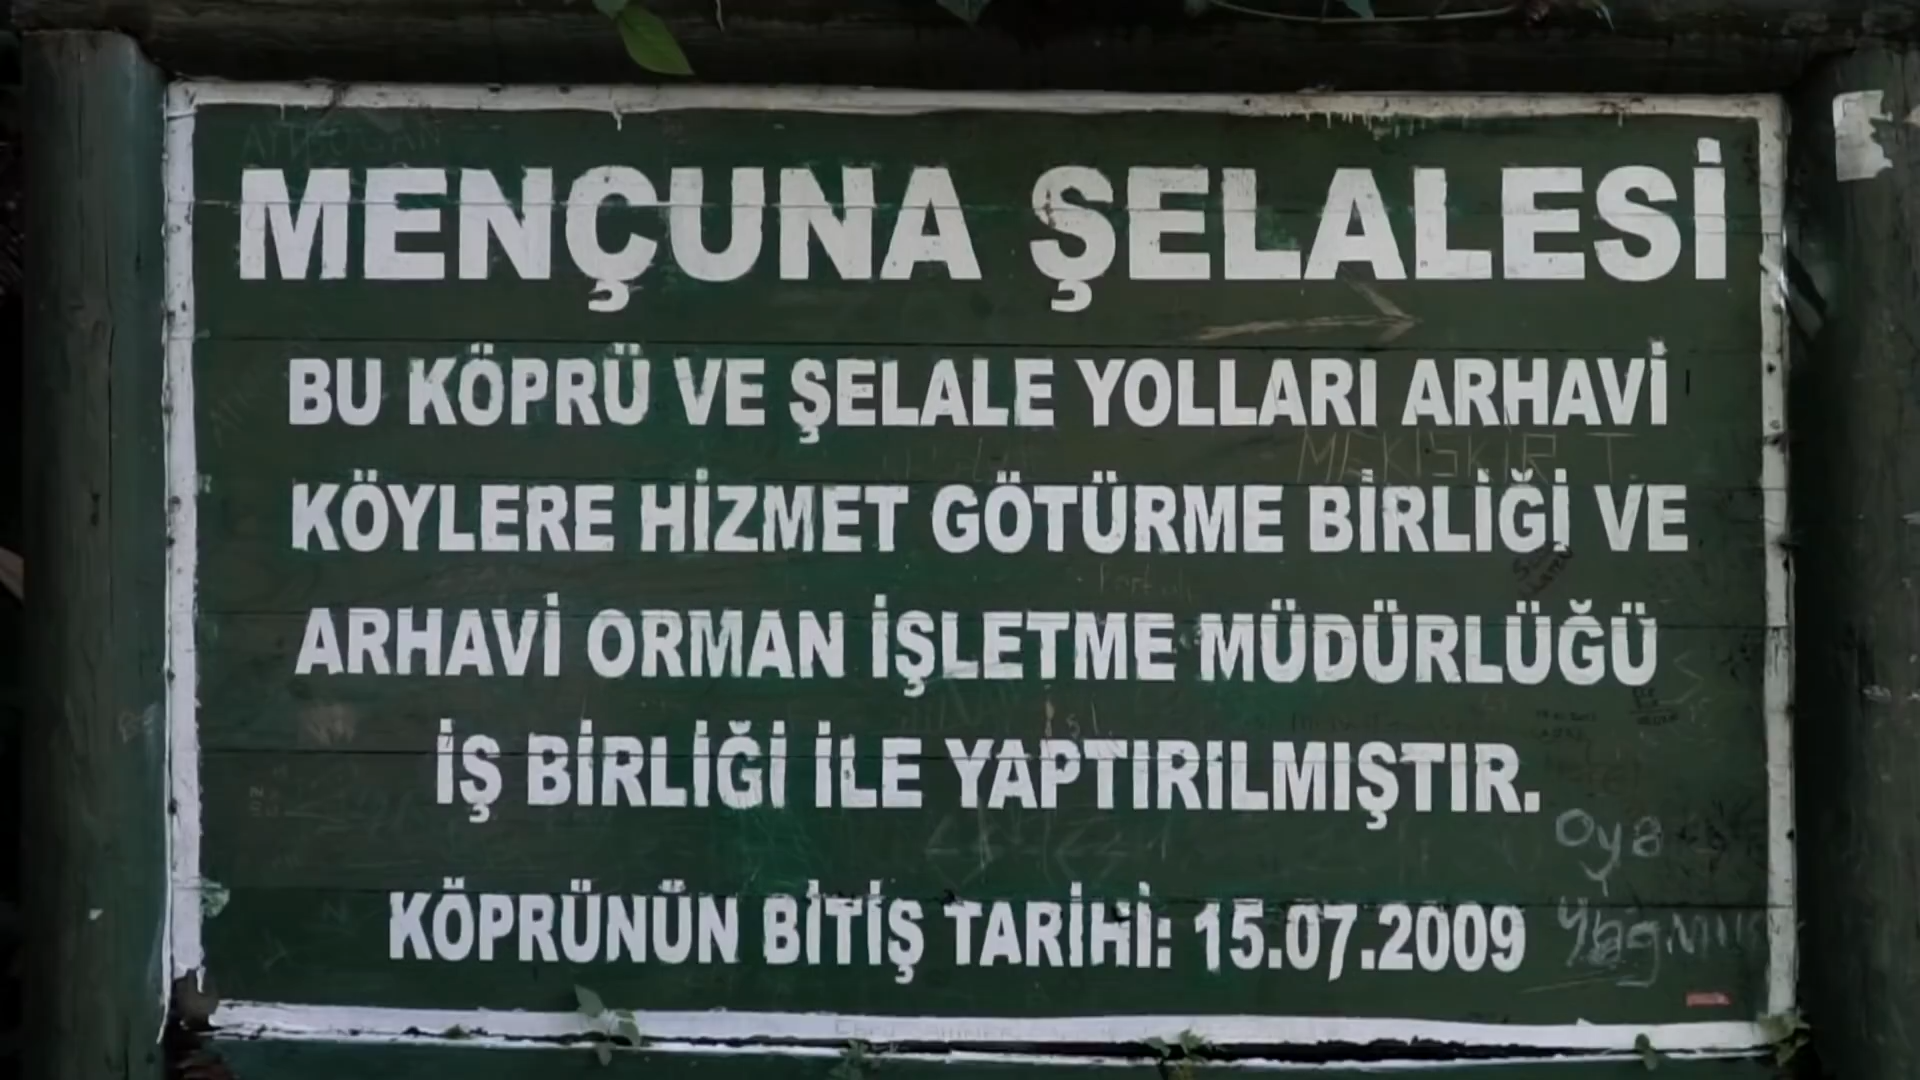 MENÇUNA ŞELALESİ
BU KÖPRÜ VE ŞELALE YOLLARI ARHAVİ
KÖYLERE HİZMET GÖTÜRME BİRLİĞİ VE
ARHAVİ ORMAN İŞLETME MÜDÜRLÜĞÜ
İŞ BİRLİĞİ İLE YAPTIRILMIŞTIR.
Oya
KÖPRÜNÜN BİTİŞ TARİHİ: 15.07.2009
Yağmur